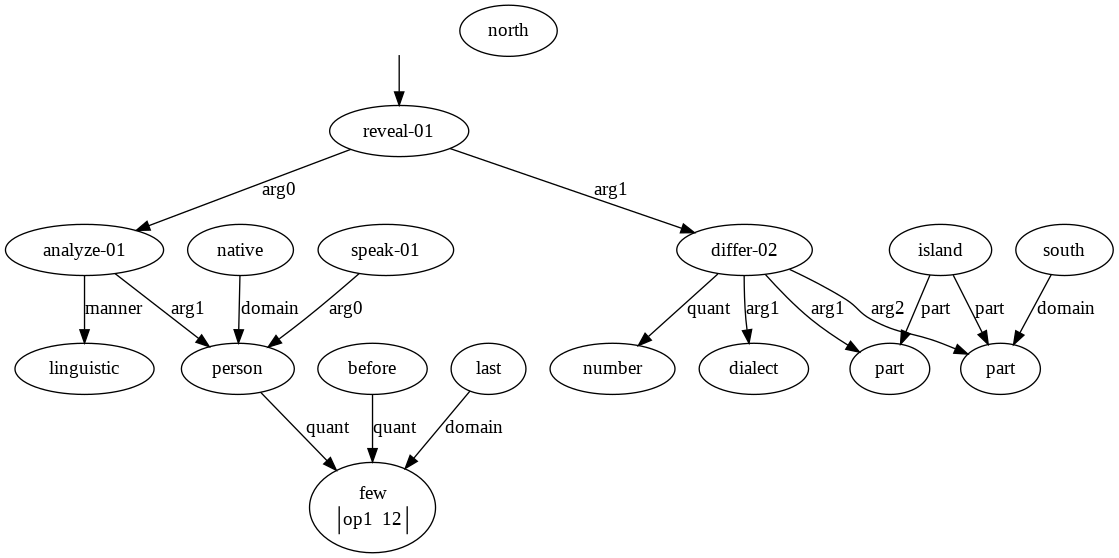 north
reveal-01
arg0
arg1
analyze-01
native
speak-01
differ-02
island
south
manner
arg1
domain
arg0
quant
arg1
arg1
arg2
part
part
domain
linguistic
person
before
last
number
dialect
part
part
quant
quant
domain
few
op1 12